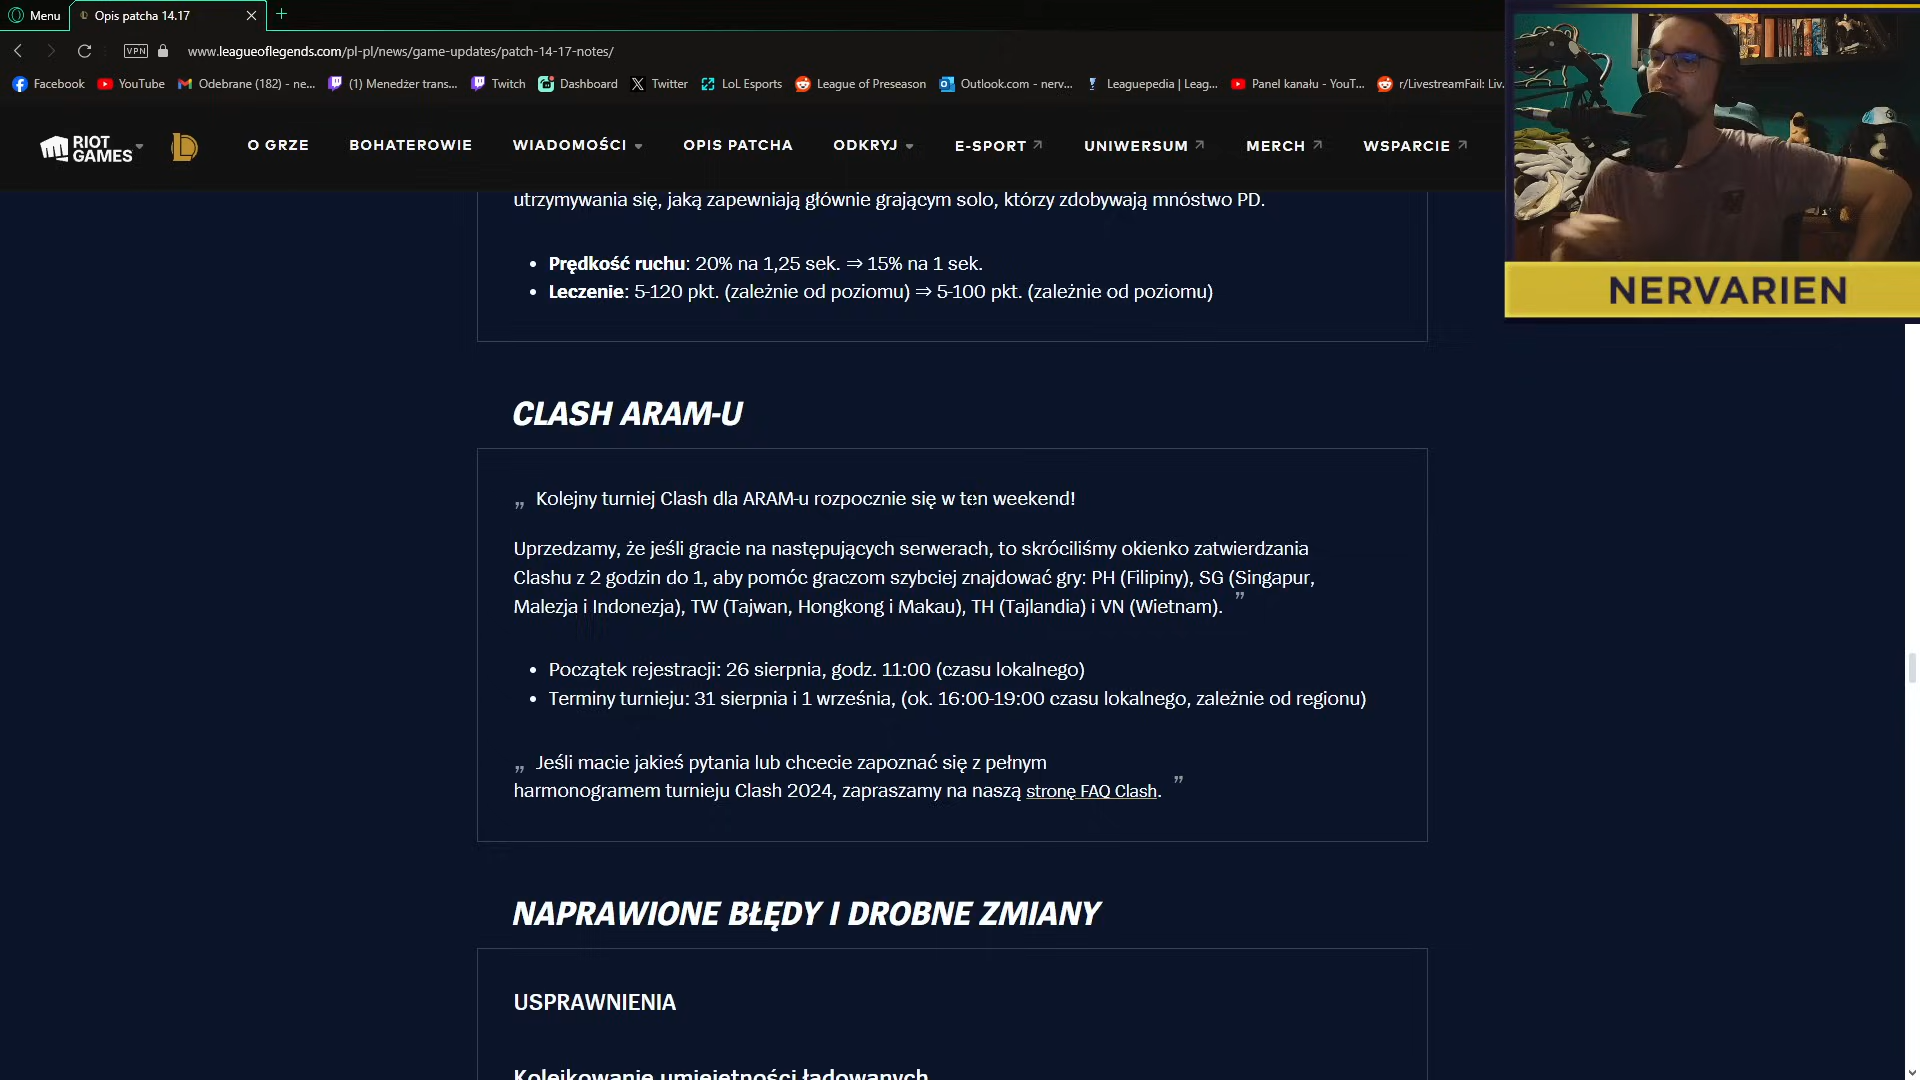 Menu
Opis patcha 14.17
VPN
www.leagueoflegends.com/pl-pl/news/game-updates/patch-14-17-notes/
Facebook
YouTube
Odebrane (182) - ne...
(1) Menedżer trans...
Twitch
Dashboard
Twitter
LoL Esports
League of Preseason
Outlook.com - nerv...
Leaguepedia | Leag...
Panel kanału - YouT...
r/LivestreamFail: Liv.
RIOT GAMES
O GRZE
BOHATEROWIE
WIADOMOŚCI
OPIS PATCHA
ODKRYJ
E-SPORT
UNIWERSUM
MERCH
WSPARCIE
NERVARIEN
utrzymywania się, jaką zapewniają głównie grającym solo, którzy zdobywają mnóstwo PD.
• Prędkość ruchu: 20% na 1,25 sek. ⇒ 15% na 1 sek.
• Leczenie: 5-120 pkt. (zależnie od poziomu) ⇒ 5-100 pkt. (zależnie od poziomu)
CLASH ARAM-U
„ Kolejny turniej Clash dla ARAM-u rozpocznie się w ten weekend!
Uprzedzamy, że jeśli gracie na następujących serwerach, to skróciliśmy okienko zatwierdzania
Clashu z 2 godzin do 1, aby pomóc graczom szybciej znajdować gry: PH (Filipiny), SG (Singapur,
Malezja i Indonezja), TW (Tajwan, Hongkong i Makau), TH (Tajlandia) i VN (Wietnam). ”
• Początek rejestracji: 26 sierpnia, godz. 11:00 (czasu lokalnego)
• Terminy turnieju: 31 sierpnia i 1 września, (ok. 16:00-19:00 czasu lokalnego, zależnie od regionu)
„ Jeśli macie jakieś pytania lub chcecie zapoznać się z pełnym
harmonogramem turnieju Clash 2024, zapraszamy na naszą stronę FAQ Clash. ”
NAPRAWIONE BŁĘDY I DROBNE ZMIANY
USPRAWNIENIA
Kolejkowanie umiejętności ładowanych